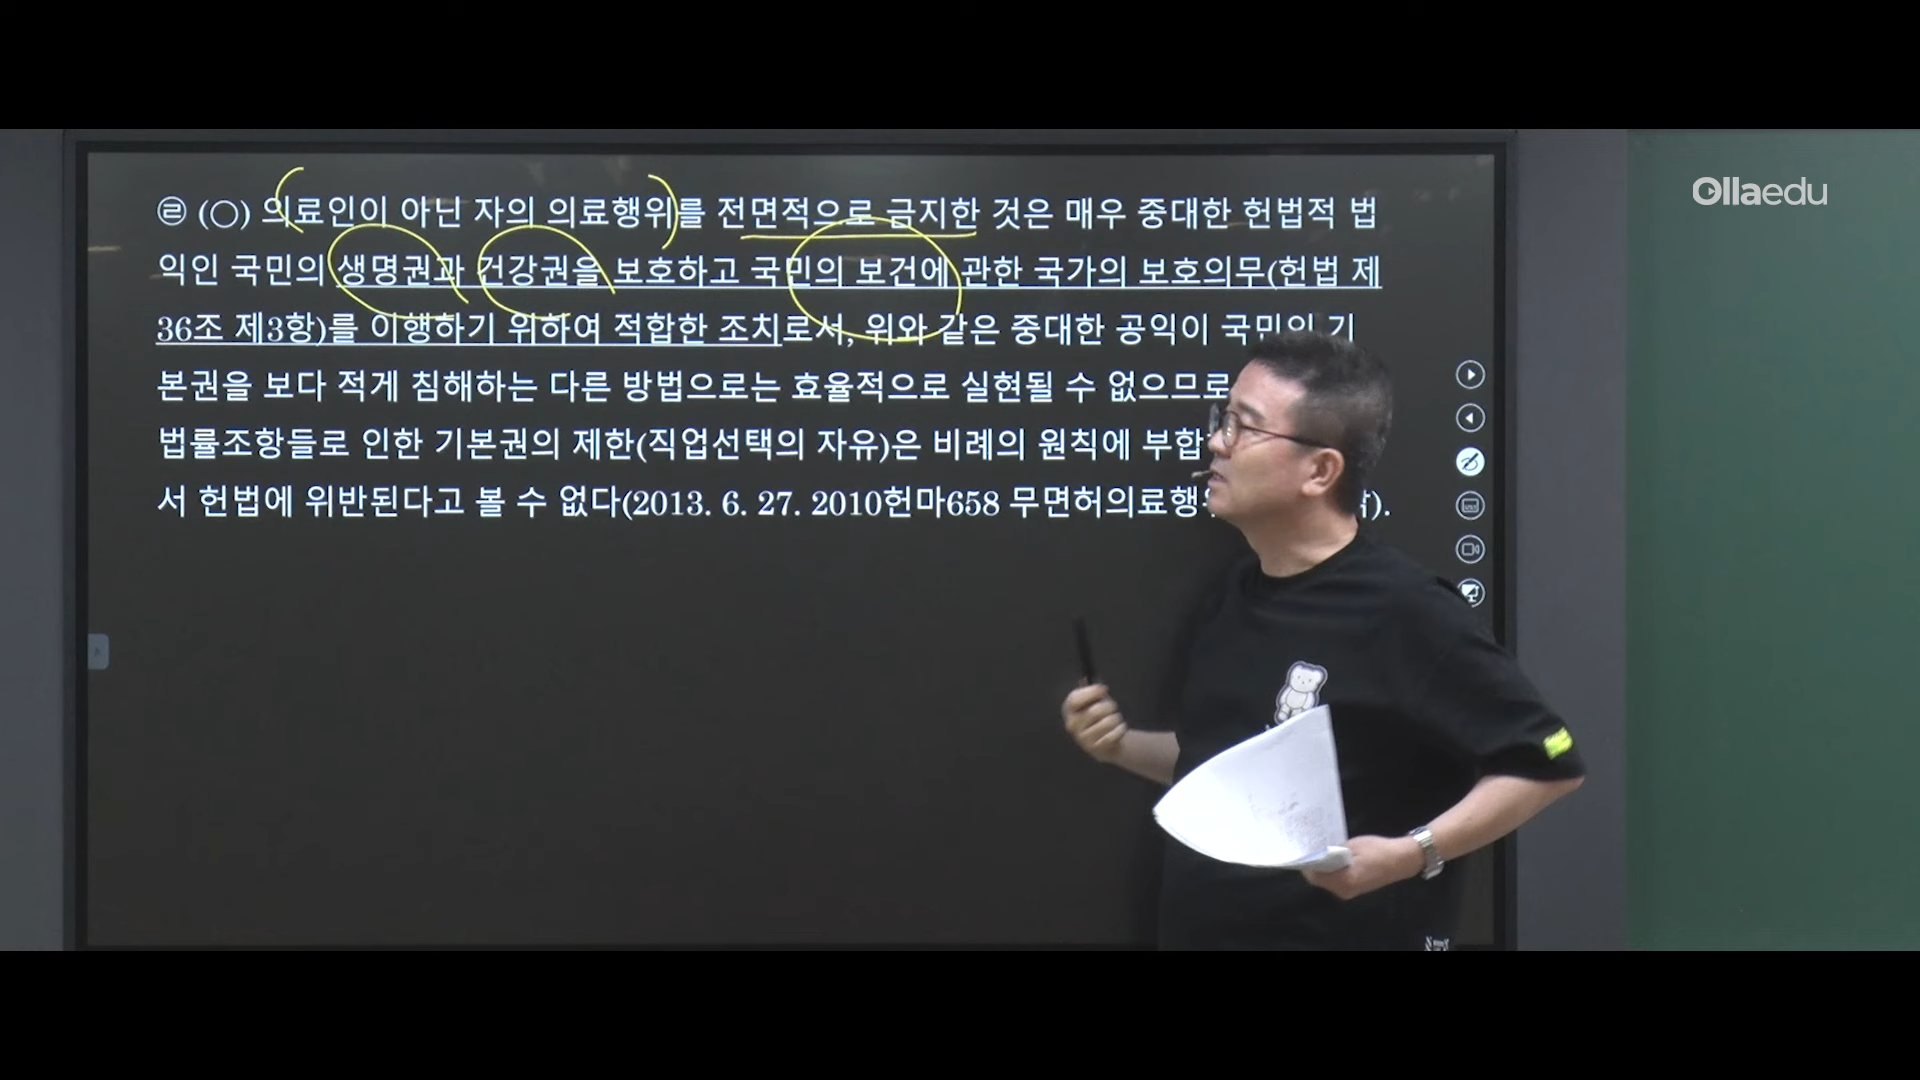 Ollaedu
㉣ (○) 의료인이 아닌 자의 의료행위를 전면적으로 금지한 것은 매우 중대한 헌법적 법
익인 국민의 생명권과 건강권을 보호하고 국민의 보건에 관한 국가의 보호의무(헌법 제
36조 제3항)를 이행하기 위하여 적합한 조치로서, 위와 같은 중대한 공익이 국민의 기
본권을 보다 적게 침해하는 다른 방법으로는 효율적으로 실현될 수 없으므로
법률조항들로 인한 기본권의 제한(직업선택의 자유)은 비례의 원칙에
서 헌법에 위반된다고 볼 수 없다(2013. 6. 27. 2010헌마658